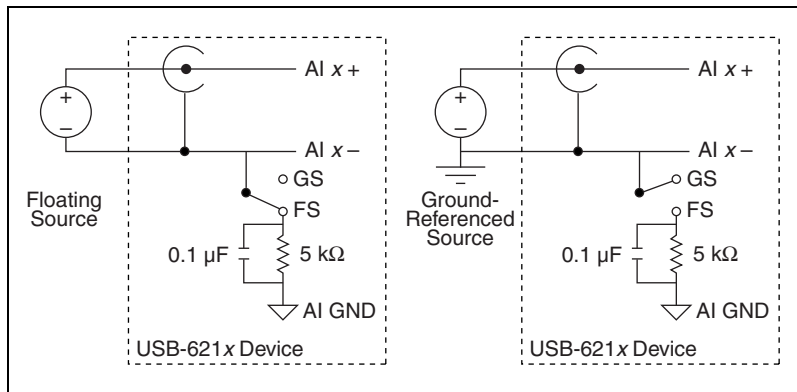 AI x+
+
−
AI x−
GS
FS
Floating
Source
0.1 µF
5 kΩ
AI GND
USB-621x Device
AI x+
+
−
AI x−
GS
FS
Ground-
Referenced
Source
0.1 µF
5 kΩ
AI GND
USB-621x Device